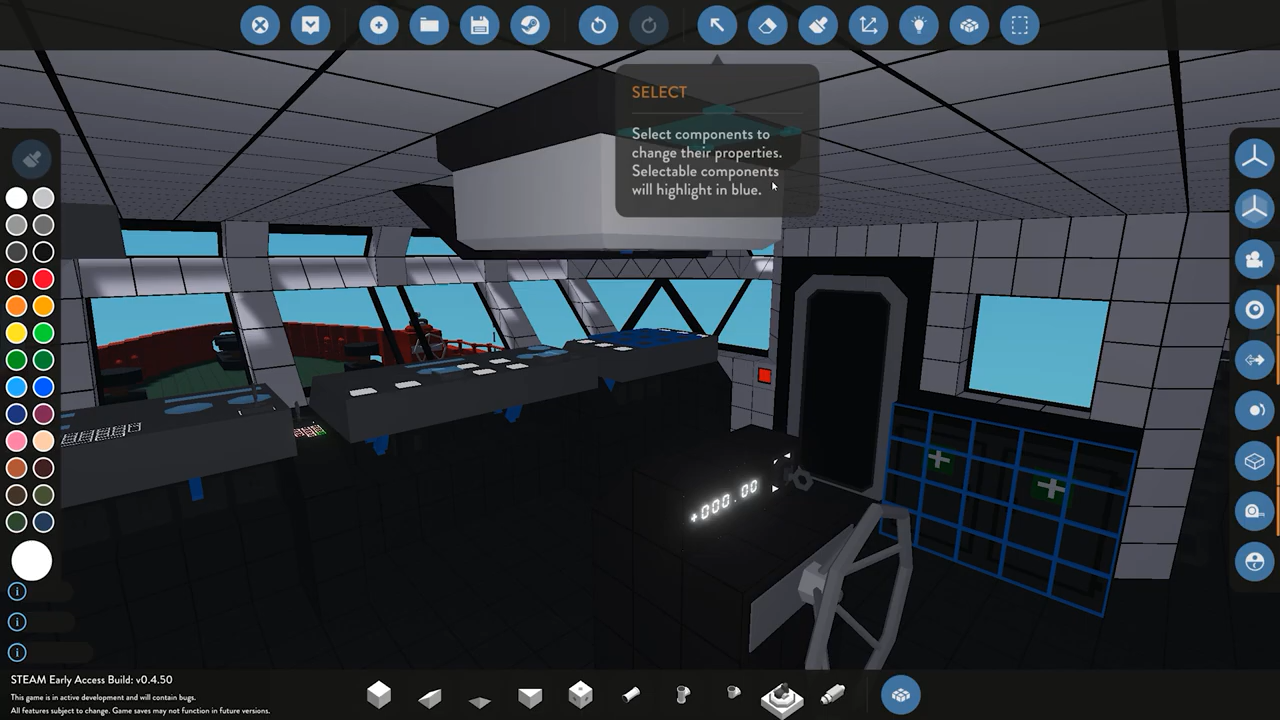 SELECT
Select components to
change their properties.
Selectable components
will highlight in blue.
+000.00
STEAM Early Access Build: v0.4.50
This game is in active development and will contain bugs.
All features subject to change. Game saves may not function in future versions.